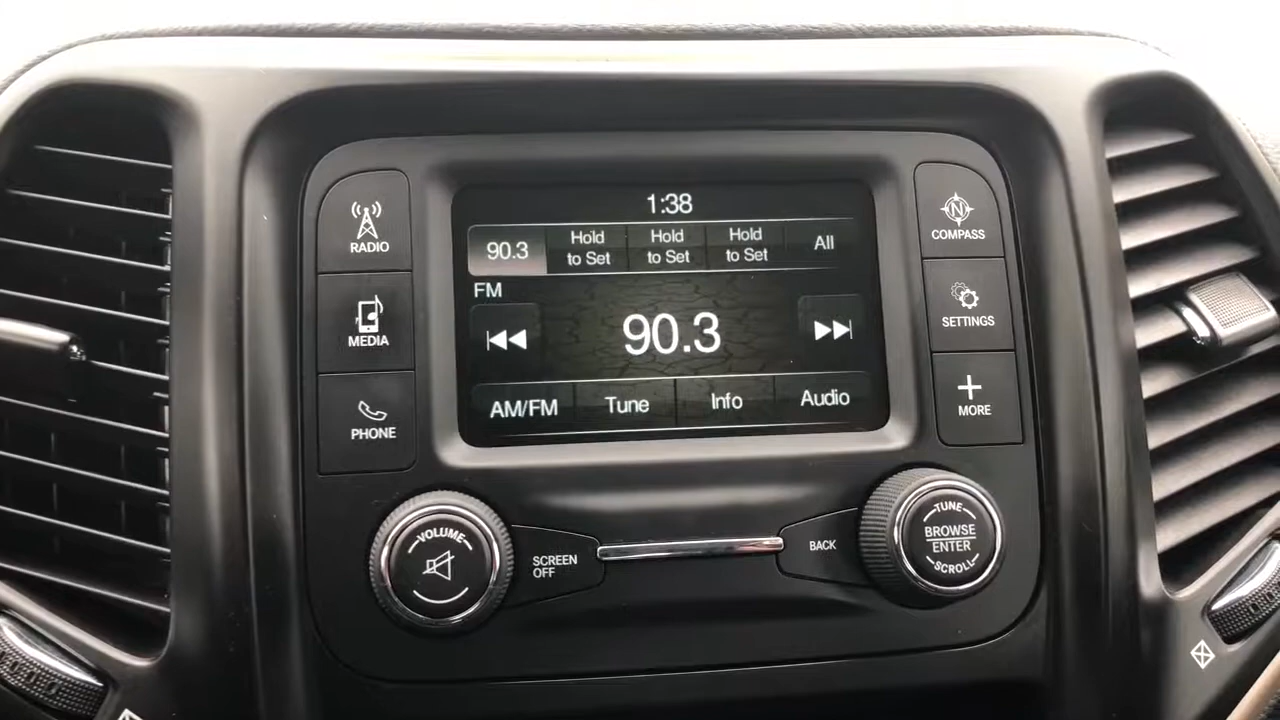 1:38
90.3
Hold
to Set
Hold
to Set
Hold
to Set
All
FM
90.3
AM/FM
Tune
Info
Audio
RADIO
MEDIA
PHONE
N
COMPASS
SETTINGS
MORE
VOLUME
SCREEN
OFF
BACK
TUNE
BROWSE
ENTER
SCROLL